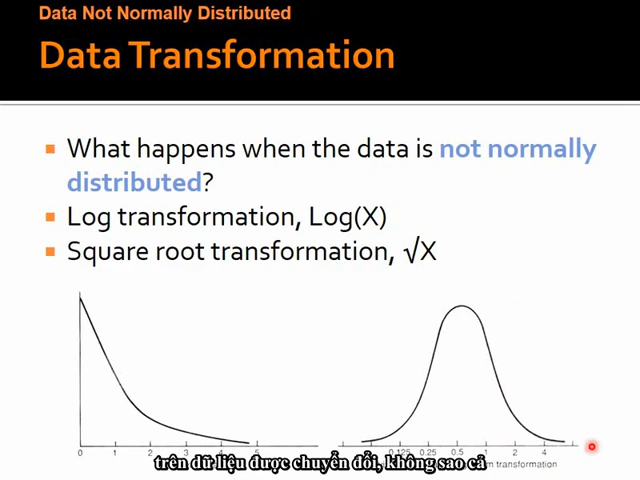 Data Not Normally Distributed
Data Transformation
What happens when the data is not normally
distributed?
Log transformation, Log(X)
Square root transformation, √X
0 1 2 3 4 5
0.125 0.25 0.5 1 2 4
transformation
trên dữ liệu được chuyển đổi, không sao cả